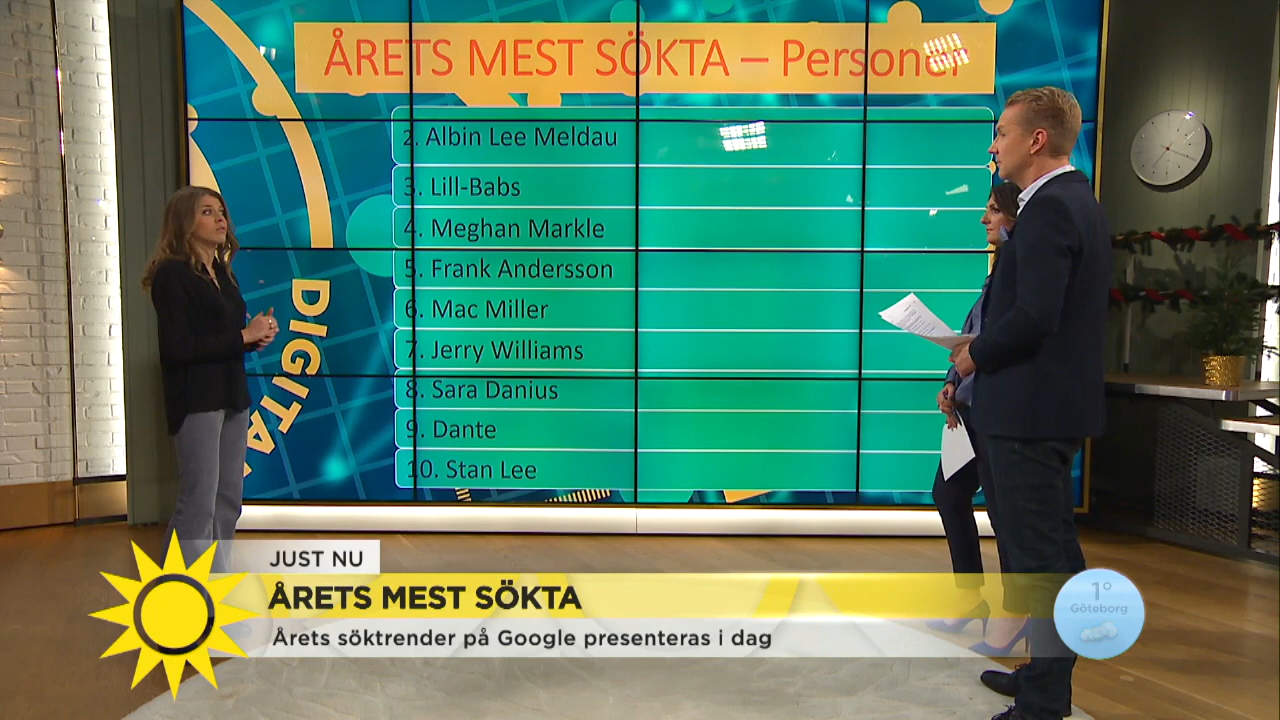 ÅRETS MEST SÖKTA – Personer
2. Albin Lee Meldau
3. Lill-Babs
4. Meghan Markle
5. Frank Andersson
6. Mac Miller
7. Jerry Williams
8. Sara Danius
9. Dante
10. Stan Lee
DIGITA
JUST NU
ÅRETS MEST SÖKTA
Årets söktrender på Google presenteras i dag
1°
Göteborg